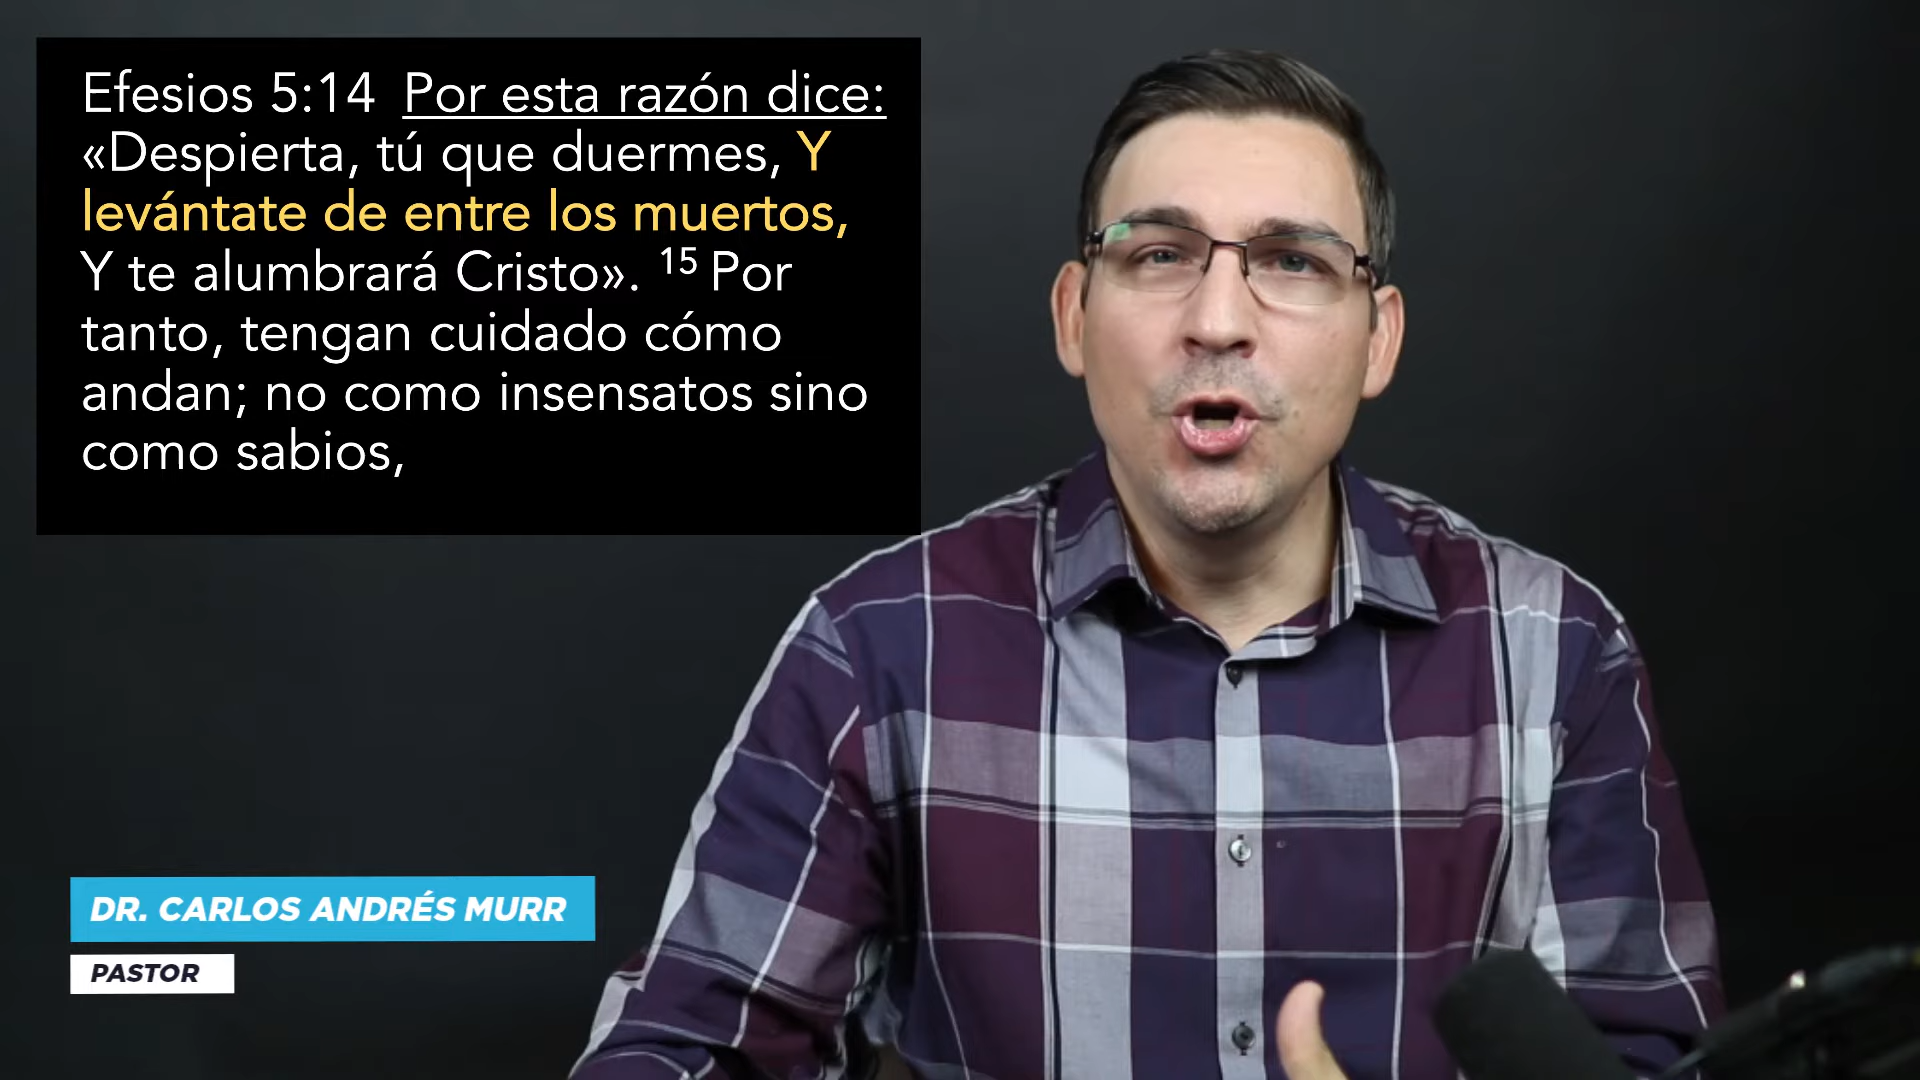 Efesios 5:14  Por esta razón dice:
«Despierta, tú que duermes, Y
levántate de entre los muertos,
Y te alumbrará Cristo». 15 Por
tanto, tengan cuidado cómo
andan; no como insensatos sino
como sabios,
DR. CARLOS ANDRÉS MURR
PASTOR